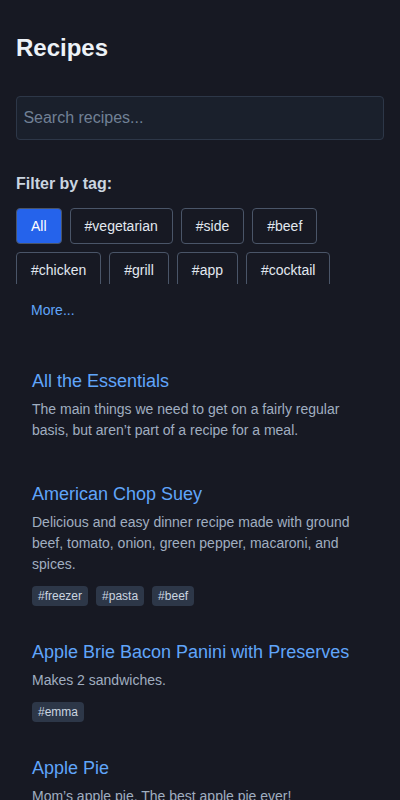 Recipes
Search recipes...
Filter by tag:
All #vegetarian #side #beef
#chicken #grill #app #cocktail
More...
All the Essentials
The main things we need to get on a fairly regular
basis, but aren’t part of a recipe for a meal.
American Chop Suey
Delicious and easy dinner recipe made with ground
beef, tomato, onion, green pepper, macaroni, and
spices.
#freezer #pasta #beef
Apple Brie Bacon Panini with Preserves
Makes 2 sandwiches.
#emma
Apple Pie
Mom’s apple pie. The best apple pie ever!